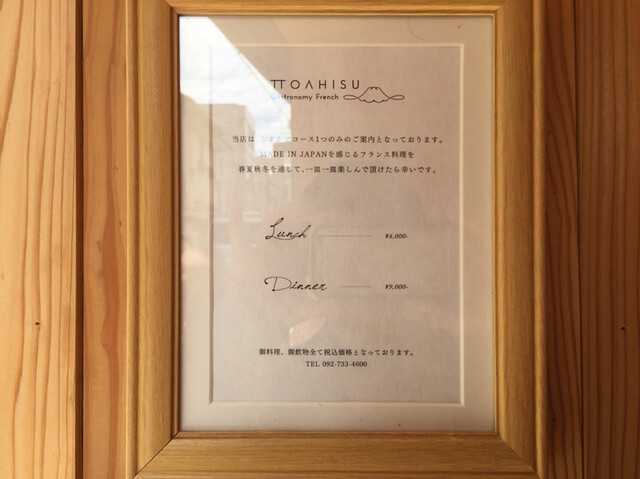 TTOAHISU
Gastronomy French
当店は、おまかせコース1つのみのご案内となっております。
MADE IN JAPANを感じるフランス料理を
春夏秋冬を通して、一皿一皿楽しんで頂けたら幸いです。
Lunch ¥4,000-
Dinner ¥9,000-
御料理、御飲物全て税込価格となっております。
TEL 092-733-4600